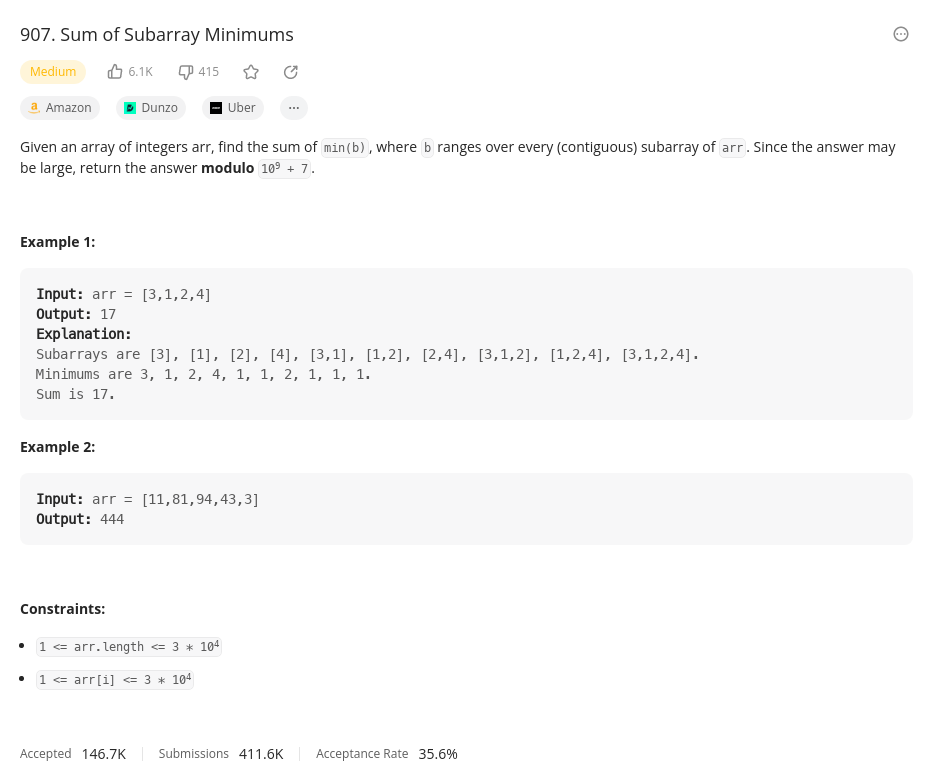 907. Sum of Subarray Minimums
Medium 6.1K 415
Amazon Dunzo Uber ...
Given an array of integers arr, find the sum of min(b), where b ranges over every (contiguous) subarray of arr. Since the answer may
be large, return the answer modulo 10⁹ + 7.
Example 1:
Input: arr = [3,1,2,4]
Output: 17
Explanation:
Subarrays are [3], [1], [2], [4], [3,1], [1,2], [2,4], [3,1,2], [1,2,4], [3,1,2,4].
Minimums are 3, 1, 2, 4, 1, 1, 2, 1, 1, 1.
Sum is 17.
Example 2:
Input: arr = [11,81,94,43,3]
Output: 444
Constraints:
• 1 <= arr.length <= 3 * 10⁴
• 1 <= arr[i] <= 3 * 10⁴
Accepted 146.7K Submissions 411.6K Acceptance Rate 35.6%